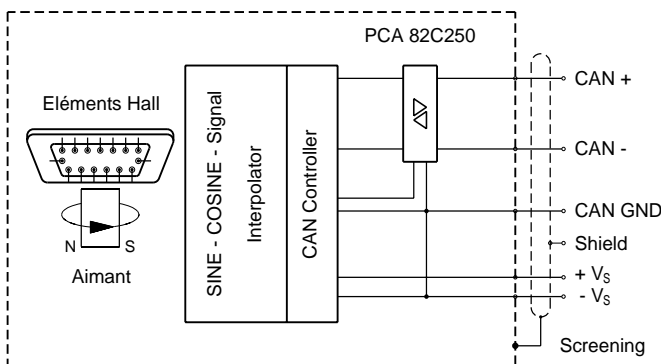 PCA 82C250
Eléments Hall
N S
Aimant
SINE - COSINE - Signal
Interpolator
CAN Controller
CAN +
CAN -
CAN GND
Shield
+ VS
- VS
Screening